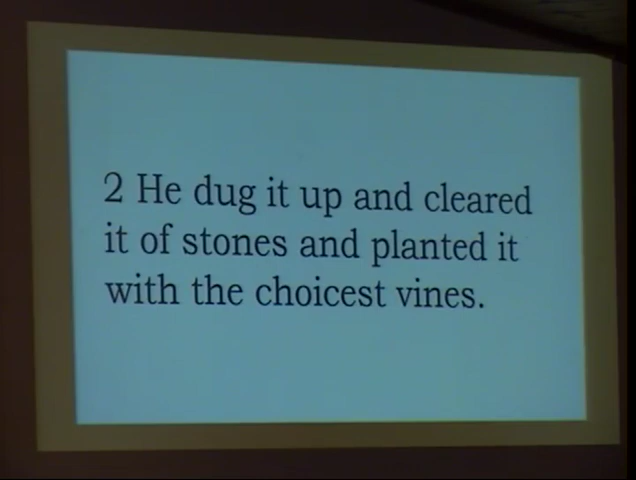 2 He dug it up and cleared
it of stones and planted it
with the choicest vines.